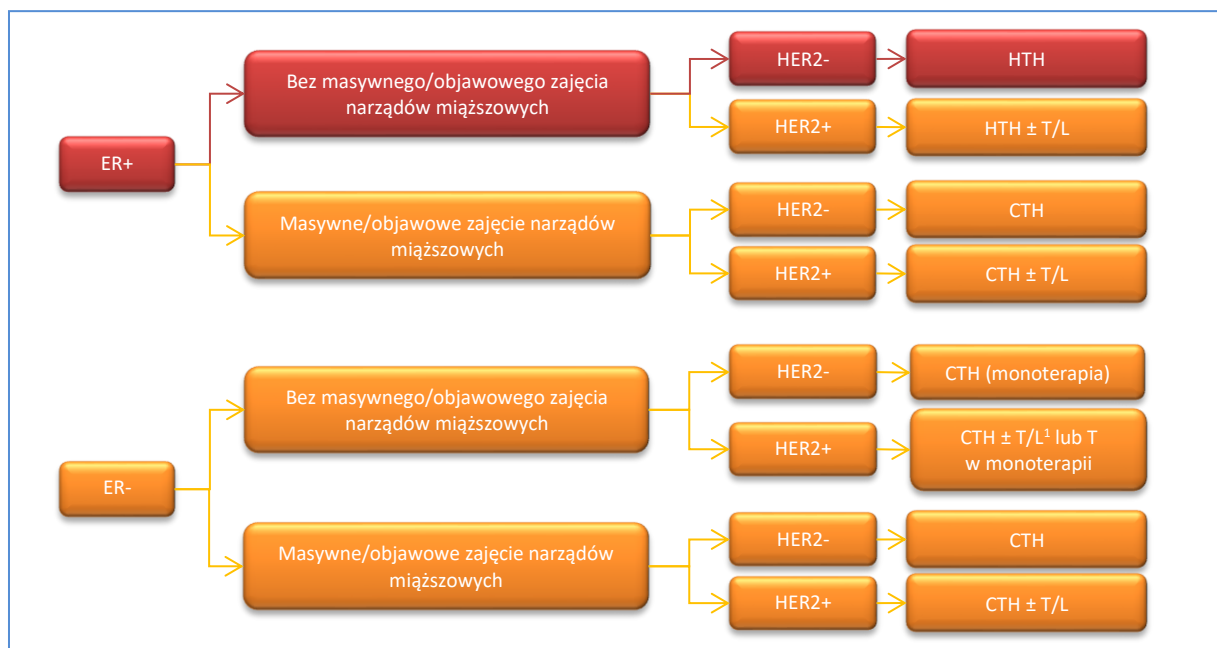 ER+
Bez masywnego/objawowego zajęcia
narządów miąższowych
HER2-
HTH
HER2+
HTH ± T/L
Masywne/objawowe zajęcie narządów
miąższowych
HER2-
CTH
HER2+
CTH ± T/L
ER-
Bez masywnego/objawowego zajęcia
narządów miąższowych
HER2-
CTH (monoterapia)
HER2+
CTH ± T/L¹ lub T
w monoterapii
Masywne/objawowe zajęcie narządów
miąższowych
HER2-
CTH
HER2+
CTH ± T/L